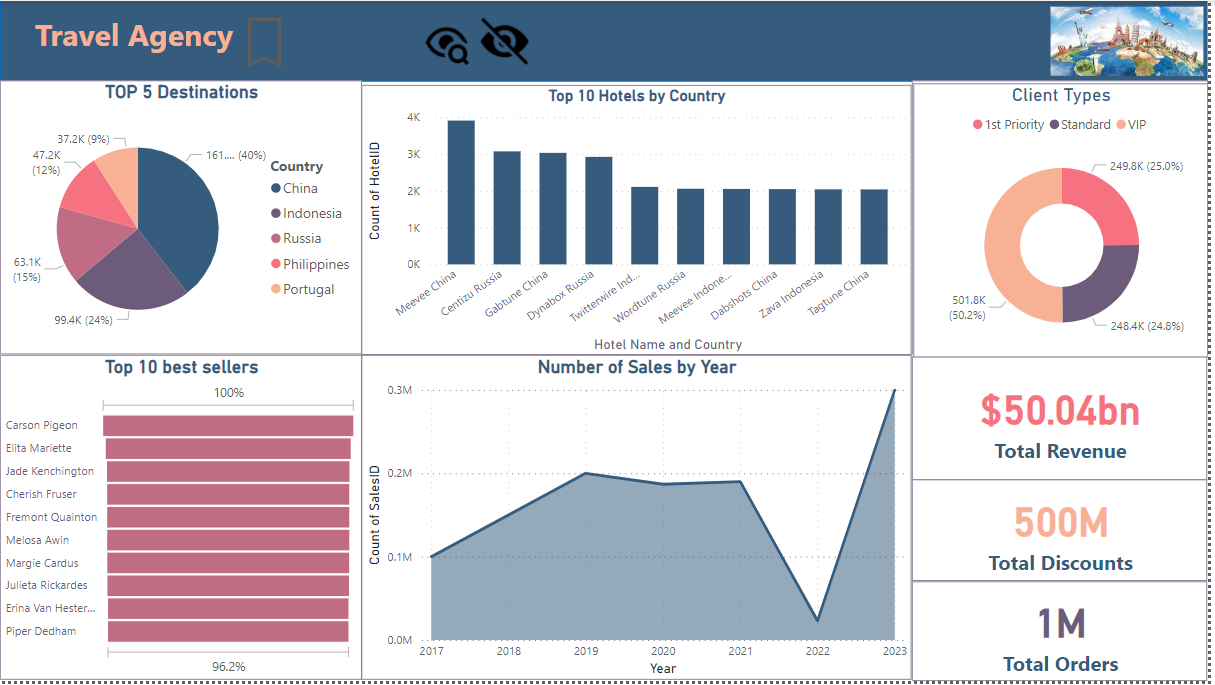 Travel Agency
TOP 5 Destinations
37.2K (9%)
47.2K
(12%)
161.... (40%)
63.1K
(15%)
99.4K (24%)
Country
China
Indonesia
Russia
Philippines
Portugal
Top 10 Hotels by Country
Count of HotelID
4K
3K
2K
1K
0K
Meevee China
Centizu Russia
Gabtune China
Dynabox Russia
Twitterwire Ind...
Wordtune Russia
Meevee Indone...
Dabshots China
Zava Indonesia
Tagtune China
Hotel Name and Country
Client Types
1st Priority Standard VIP
249.8K (25.0%)
501.8K
(50.2%)
248.4K (24.8%)
Top 10 best sellers
100%
Carson Pigeon
Elita Mariette
Jade Kenchington
Cherish Fruser
Fremont Quainton
Melosa Awin
Margie Cardus
Julieta Rickardes
Erina Van Hester...
Piper Dedham
96.2%
Number of Sales by Year
Count of SalesID
0.3M
0.2M
0.1M
0.0M
2017 2018 2019 2020 2021 2022 2023
Year
$50.04bn
Total Revenue
500M
Total Discounts
1M
Total Orders